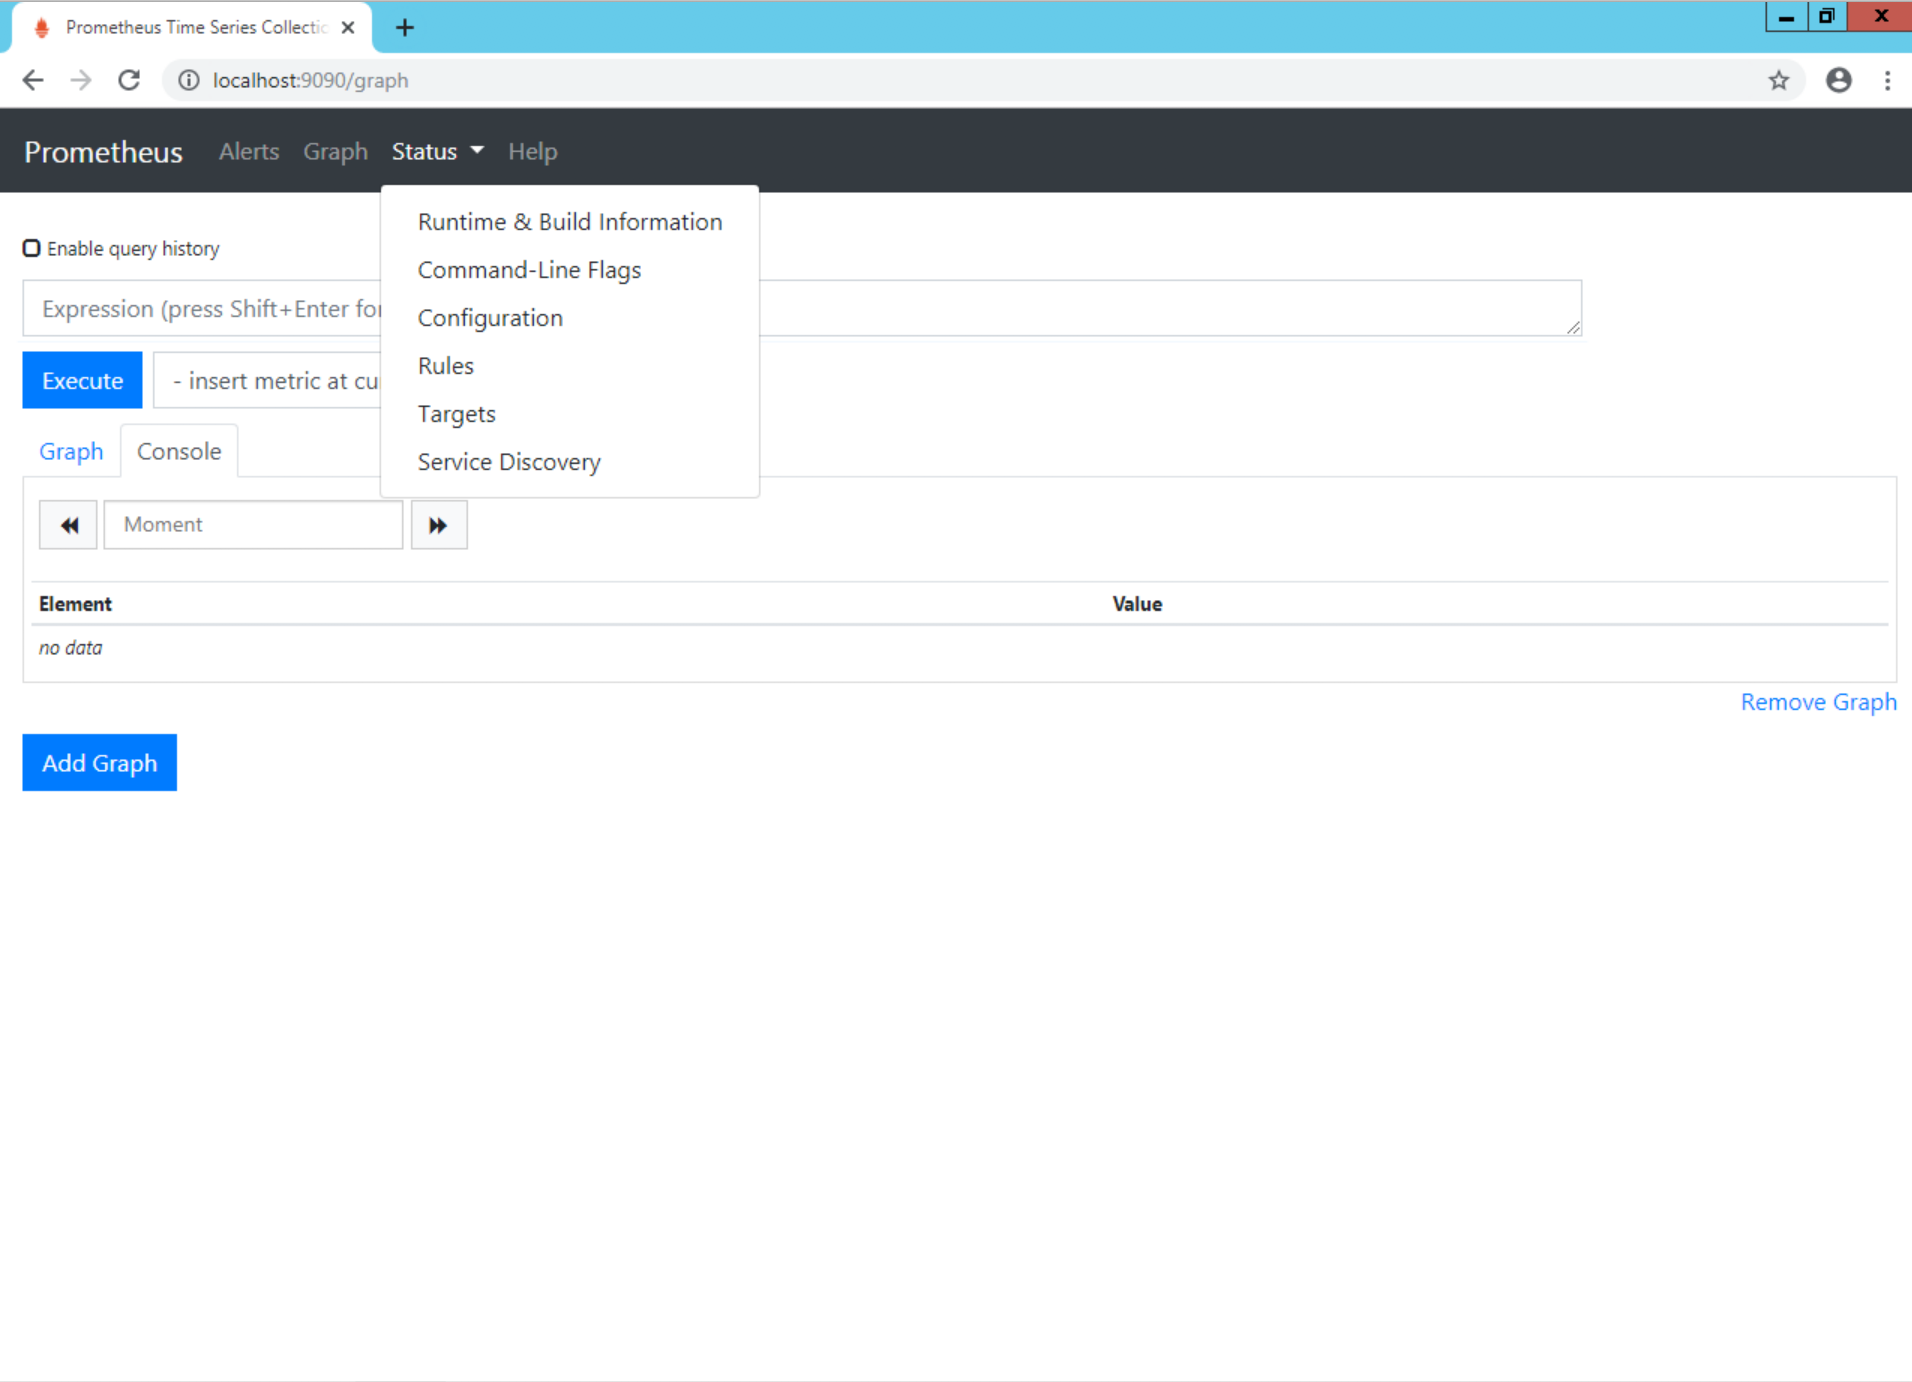 Prometheus Time Series Collectio
localhost:9090/graph
Prometheus Alerts Graph Status Help
Runtime & Build Information
Command-Line Flags
Configuration
Rules
Targets
Service Discovery
Enable query history
Expression (press Shift+Enter for
Execute - insert metric at cu
Graph Console
Moment
Element Value
no data
Remove Graph
Add Graph